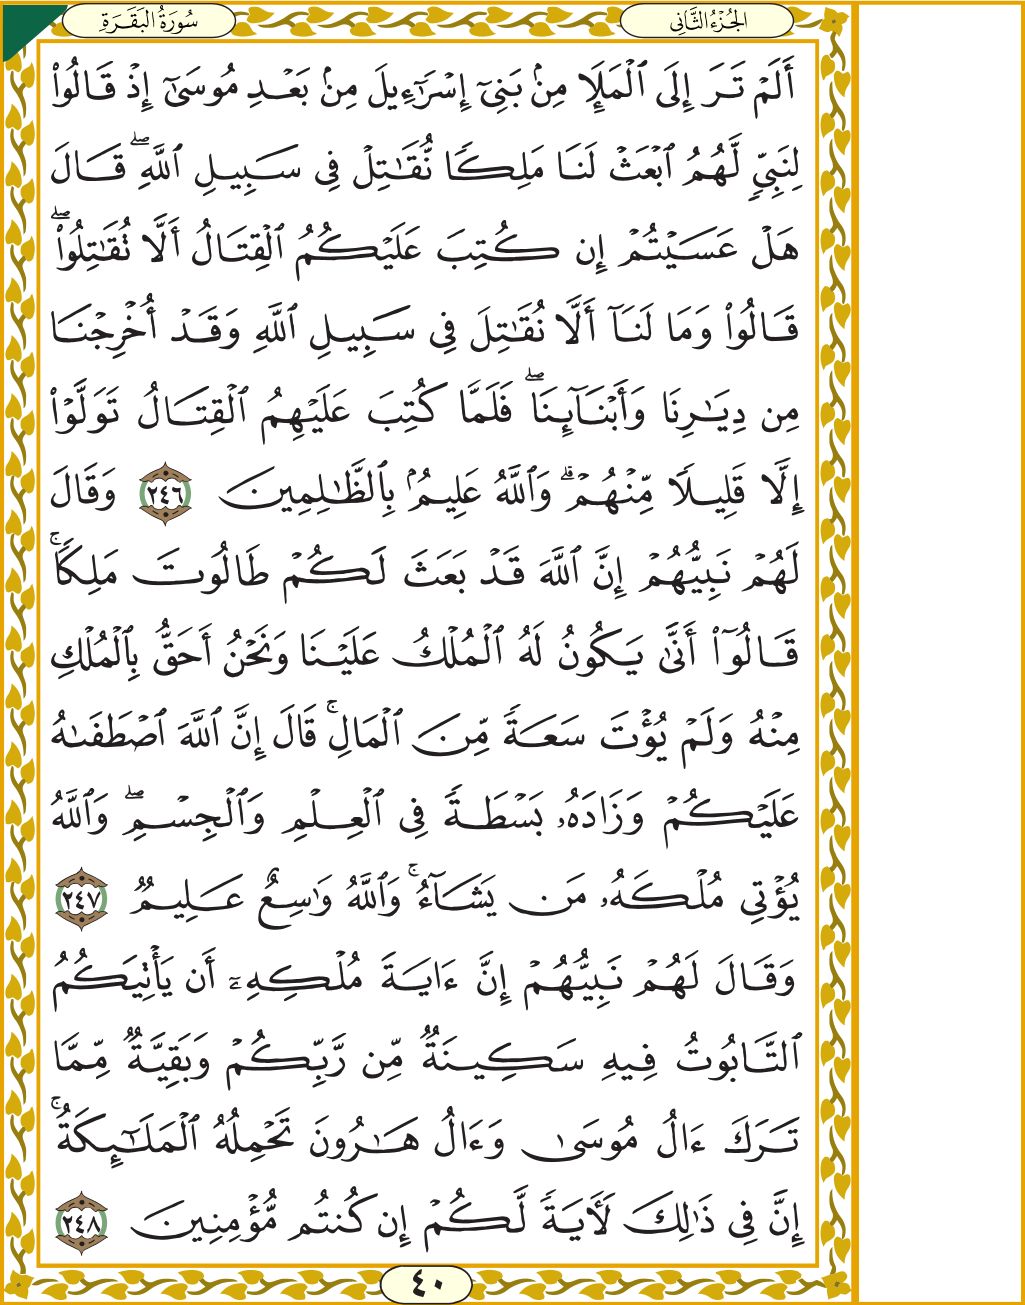 الجُزْءُ الثَّانِي
سُورَةُ البَقَرَةِ
أَلَمۡ تَرَ إِلَى ٱلۡمَلَإِ مِنۢ بَنِيٓ إِسۡرَٰٓءِيلَ مِنۢ بَعۡدِ مُوسَىٰٓ إِذۡ قَالُواْ
لِنَبِيّٖ لَّهُمُ ٱبۡعَثۡ لَنَا مَلِكٗا نُّقَٰتِلۡ فِي سَبِيلِ ٱللَّهِۖ قَالَ
هَلۡ عَسَيۡتُمۡ إِن كُتِبَ عَلَيۡكُمُ ٱلۡقِتَالُ أَلَّا تُقَٰتِلُواْۖ
قَالُواْ وَمَا لَنَآ أَلَّا نُقَٰتِلَ فِي سَبِيلِ ٱللَّهِ وَقَدۡ أُخۡرِجۡنَا
مِن دِيَٰرِنَا وَأَبۡنَآئِنَاۖ فَلَمَّا كُتِبَ عَلَيۡهِمُ ٱلۡقِتَالُ تَوَلَّوۡاْ
إِلَّا قَلِيلٗا مِّنۡهُمۡۚ وَٱللَّهُ عَلِيمُۢ بِٱلظَّٰلِمِينَ ٢٤٦ وَقَالَ
لَهُمۡ نَبِيُّهُمۡ إِنَّ ٱللَّهَ قَدۡ بَعَثَ لَكُمۡ طَالُوتَ مَلِكٗاۚ
قَالُوٓاْ أَنَّىٰ يَكُونُ لَهُ ٱلۡمُلۡكُ عَلَيۡنَا وَنَحۡنُ أَحَقُّ بِٱلۡمُلۡكِ
مِنۡهُ وَلَمۡ يُؤۡتَ سَعَةٗ مِّنَ ٱلۡمَالِۚ قَالَ إِنَّ ٱللَّهَ ٱصۡطَفَىٰهُ
عَلَيۡكُمۡ وَزَادَهُۥ بَسۡطَةٗ فِي ٱلۡعِلۡمِ وَٱلۡجِسۡمِۖ وَٱللَّهُ
يُؤۡتِي مُلۡكَهُۥ مَن يَشَآءُۚ وَٱللَّهُ وَٰسِعٌ عَلِيمٞ ٢٤٧
وَقَالَ لَهُمۡ نَبِيُّهُمۡ إِنَّ ءَايَةَ مُلۡكِهِۦٓ أَن يَأۡتِيَكُمُ
ٱلتَّابُوتُ فِيهِ سَكِينَةٞ مِّن رَّبِّكُمۡ وَبَقِيَّةٞ مِّمَّا
تَرَكَ ءَالُ مُوسَىٰ وَءَالُ هَٰرُونَ تَحۡمِلُهُ ٱلۡمَلَٰٓئِكَةُۚ
إِنَّ فِي ذَٰلِكَ لَأٓيَةٗ لَّكُمۡ إِن كُنتُم مُّؤۡمِنِينَ ٢٤٨
٤٠